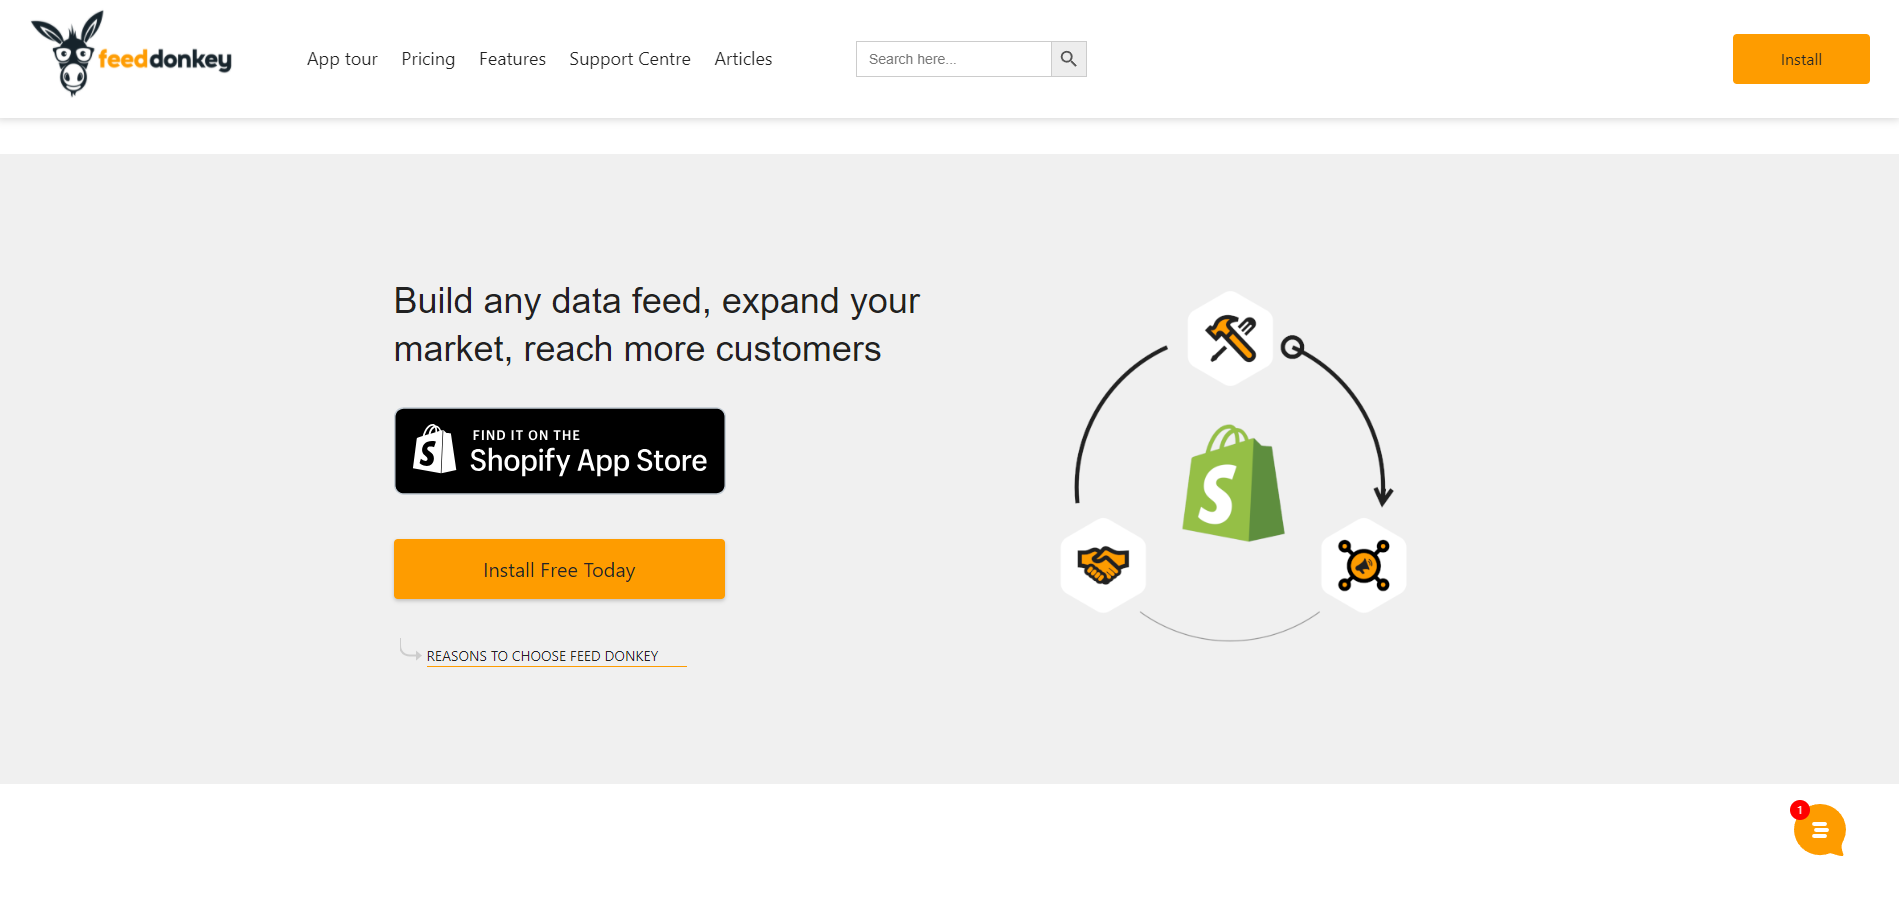 feeddonkey
App tour Pricing Features Support Centre Articles
Search here...
Install
Build any data feed, expand your
market, reach more customers
FIND IT ON THE
Shopify App Store
Install Free Today
REASONS TO CHOOSE FEED DONKEY
S
1